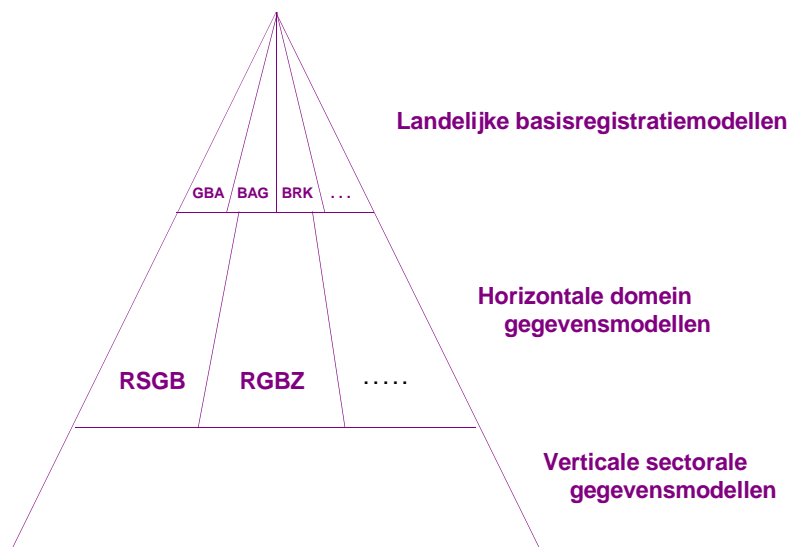 Landelijke basisregistratiemodellen
GBA BAG BRK ...
Horizontale domein
gegevensmodellen
RSGB RGBZ .....
Verticale sectorale
gegevensmodellen